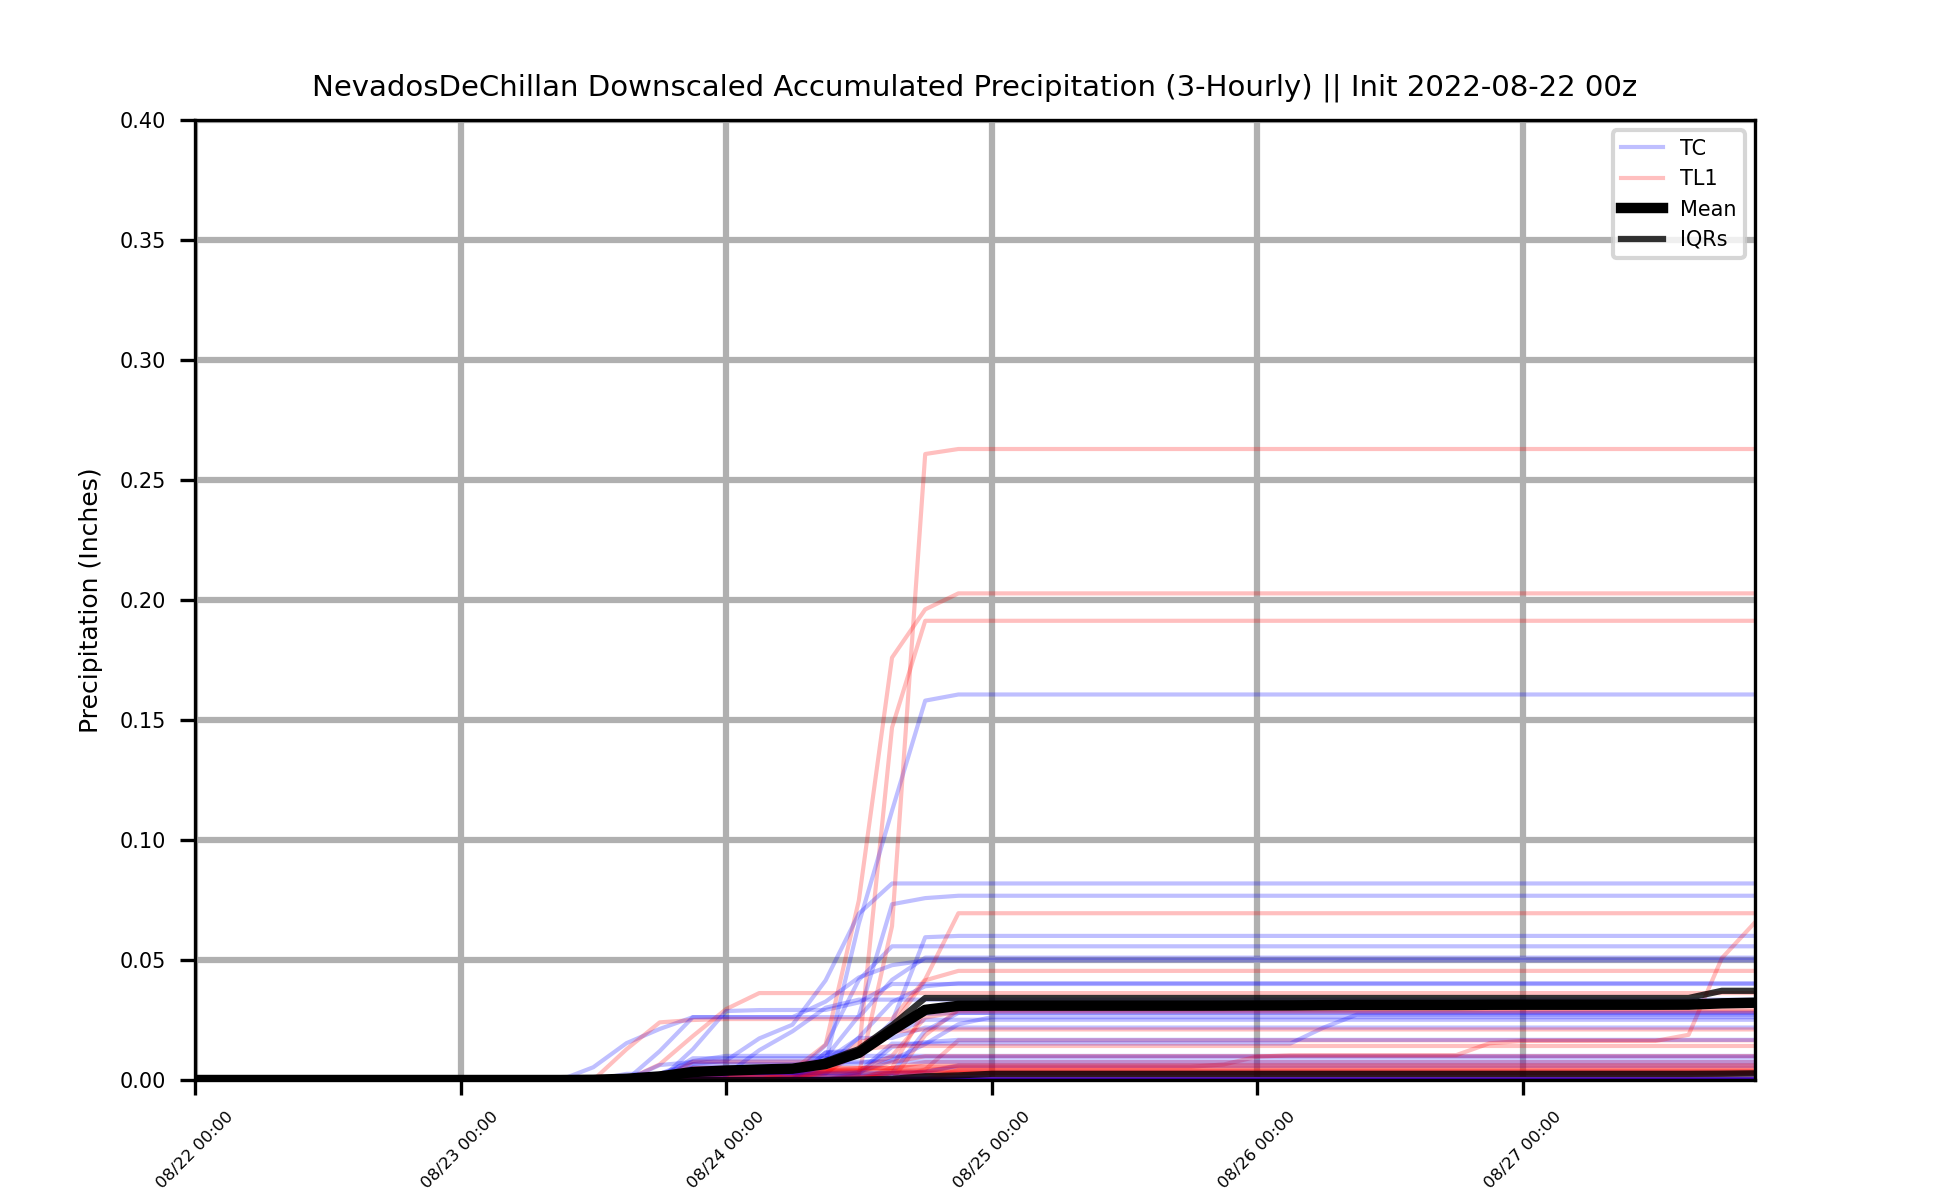 NevadosDeChillan Downscaled Accumulated Precipitation (3-Hourly) || Init 2022-08-22 00z
Precipitation (Inches)
0.40
0.35
0.30
0.25
0.20
0.15
0.10
0.05
0.00
TC
TL1
Mean
IQRs
08/22 00:00
08/23 00:00
08/24 00:00
08/25 00:00
08/26 00:00
08/27 00:00